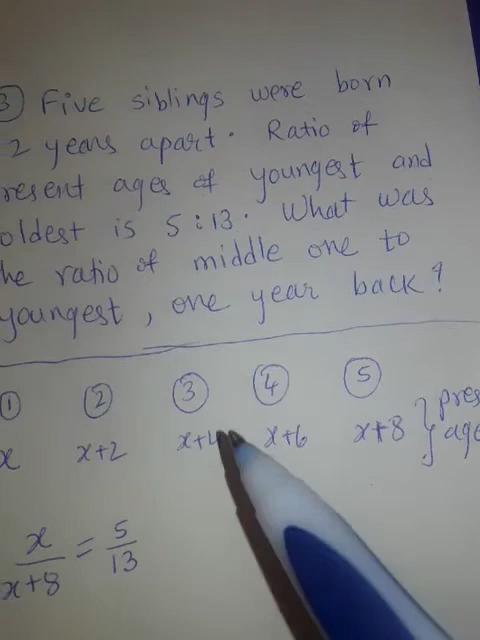 3) Five siblings were born
2 years apart. Ratio of
resent ages of youngest and
oldest is 5:13. What was
he ratio of middle one to
youngest, one year back?
1 2 3 4 5
x x+2 x+4 x+6 x+8 } pres
age
x/x+8 = 5/13